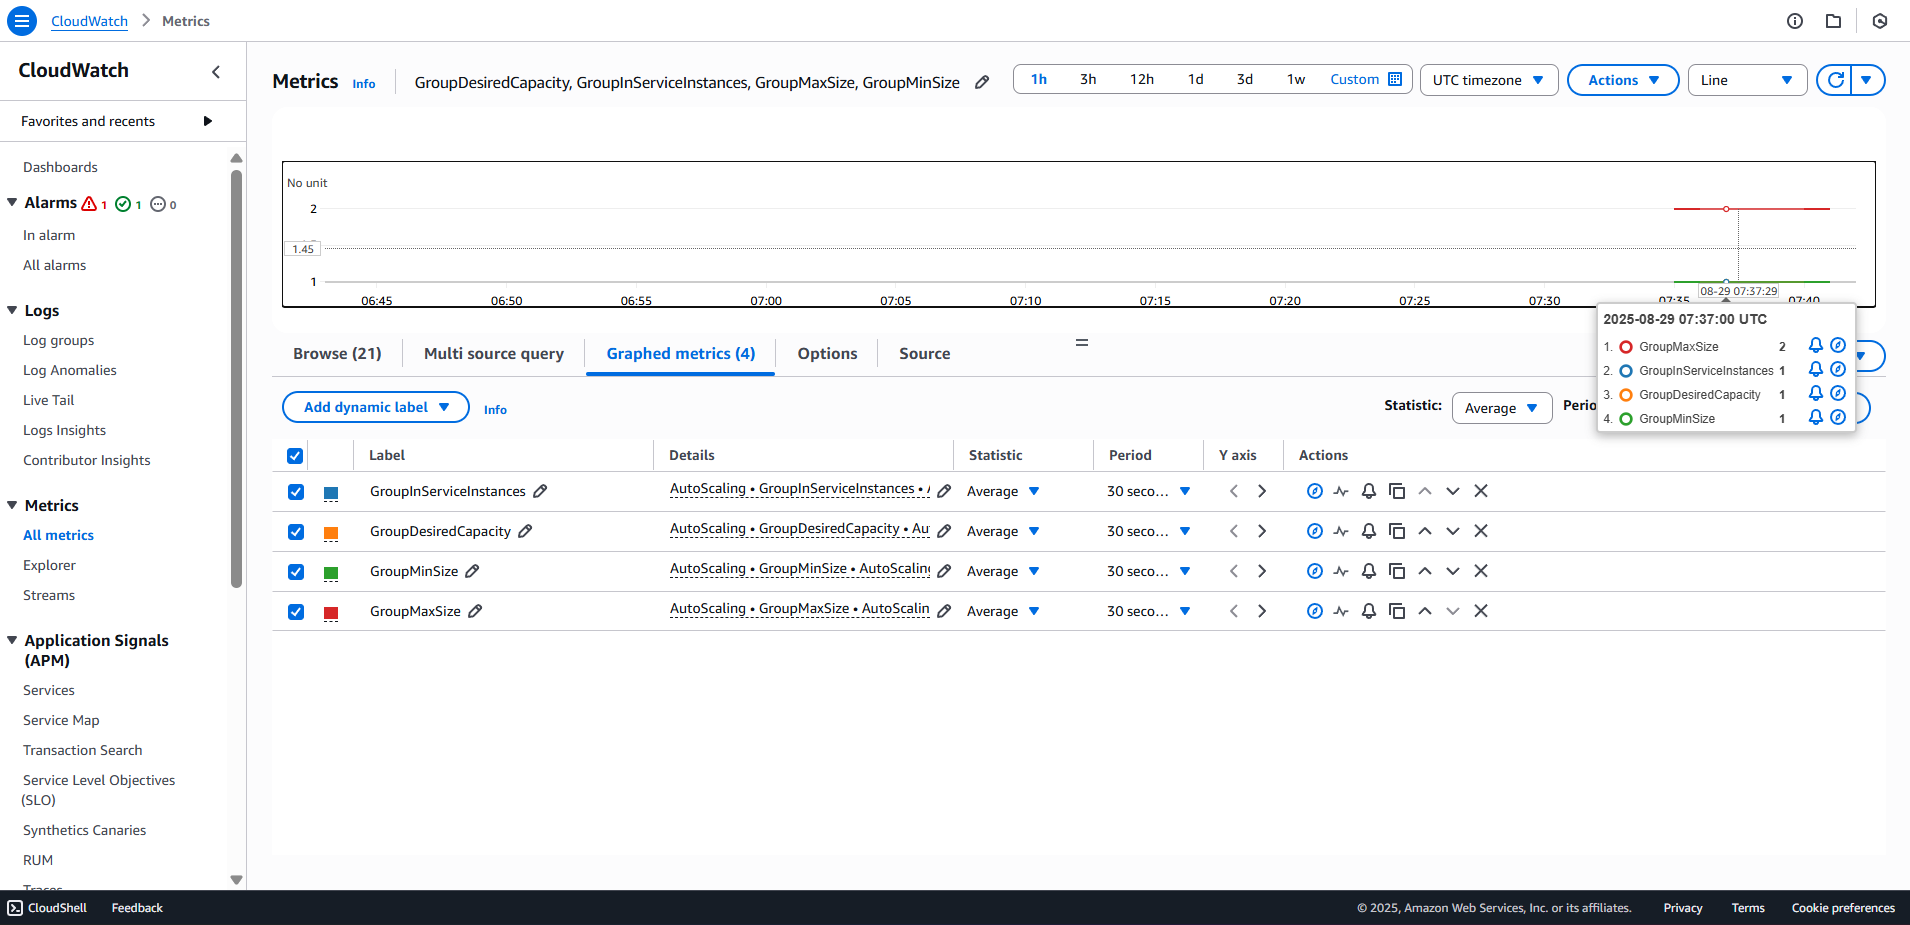 CloudWatch
Metrics
CloudWatch
Favorites and recents
Dashboards
Alarms 1 1 0
In alarm
All alarms
Logs
Log groups
Log Anomalies
Live Tail
Logs Insights
Contributor Insights
Metrics
All metrics
Explorer
Streams
Application Signals
(APM)
Services
Service Map
Transaction Search
Service Level Objectives
(SLO)
Synthetics Canaries
RUM
Traces
Metrics Info GroupDesiredCapacity, GroupInServiceInstances, GroupMaxSize, GroupMinSize
1h 3h 12h 1d 3d 1w Custom UTC timezone Actions Line
No unit
2
1.45
1
06:45 06:50 06:55 07:00 07:05 07:10 07:15 07:20 07:25 07:30 07:35 08-29 07:37:29 07:40
2025-08-29 07:37:00 UTC
1. GroupMaxSize 2
2. GroupInServiceInstances 1
3. GroupDesiredCapacity 1
4. GroupMinSize 1
Browse (21) Multi source query Graphed metrics (4) Options Source
Add dynamic label Info Statistic: Average Perio
Label Details Statistic Period Y axis Actions
GroupInServiceInstances AutoScaling • GroupInServiceInstances • Average 30 seco...
GroupDesiredCapacity AutoScaling • GroupDesiredCapacity • Au Average 30 seco...
GroupMinSize AutoScaling • GroupMinSize • AutoScaling Average 30 seco...
GroupMaxSize AutoScaling • GroupMaxSize • AutoScalin Average 30 seco...
CloudShell Feedback © 2025, Amazon Web Services, Inc. or its affiliates. Privacy Terms Cookie preferences